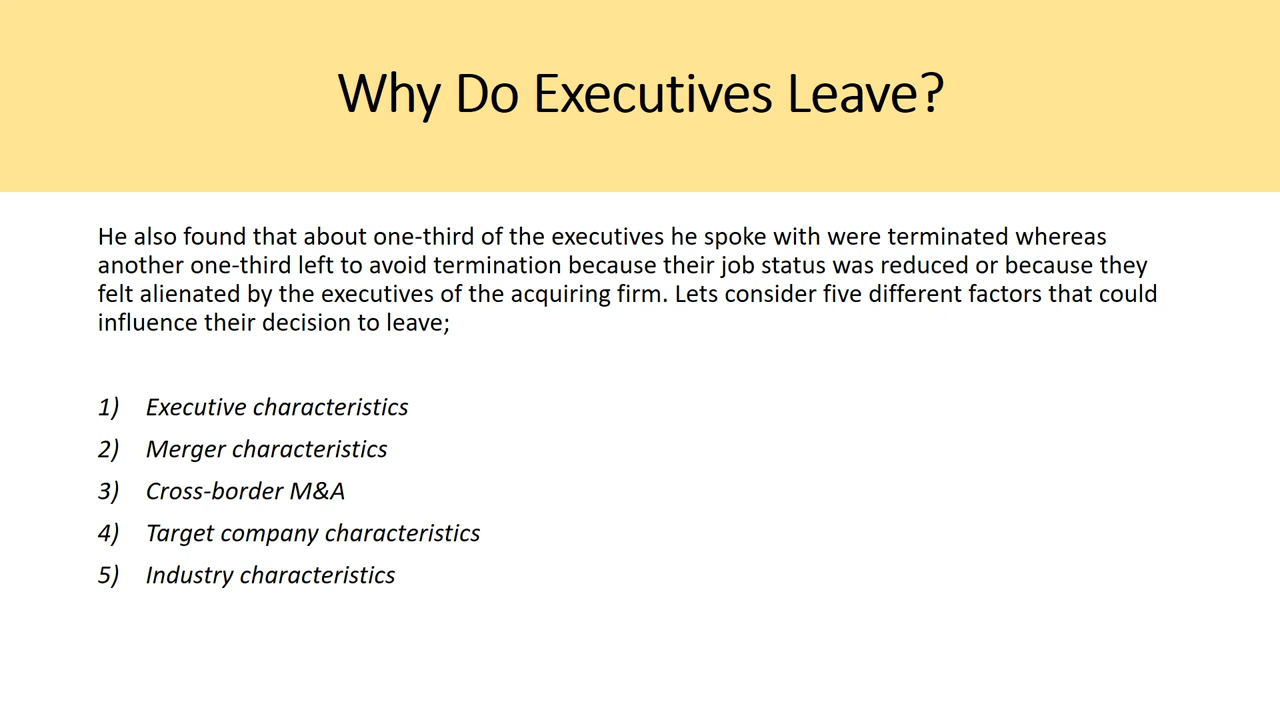 Why Do Executives Leave?
He also found that about one-third of the executives he spoke with were terminated whereas
another one-third left to avoid termination because their job status was reduced or because they
felt alienated by the executives of the acquiring firm. Lets consider five different factors that could
influence their decision to leave;
1) Executive characteristics
2) Merger characteristics
3) Cross-border M&A
4) Target company characteristics
5) Industry characteristics